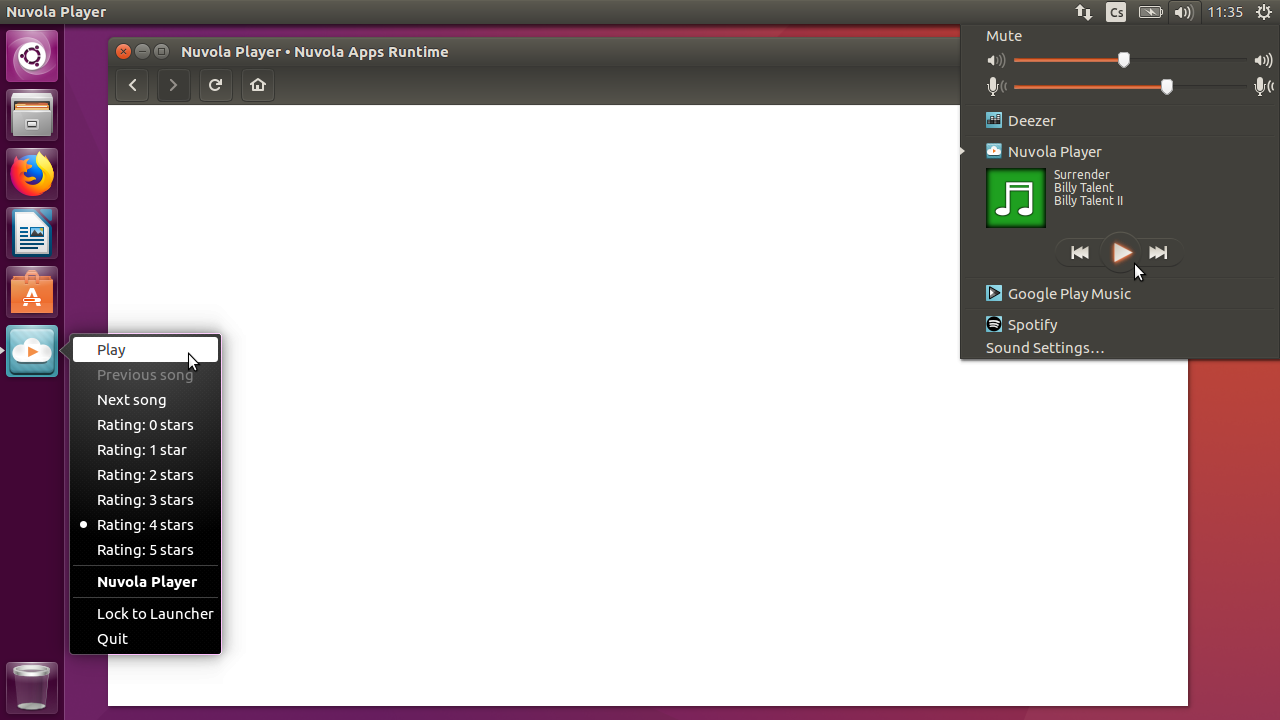 Nuvola Player
Cs
11:35
Nuvola Player • Nuvola Apps Runtime
Mute
Deezer
Nuvola Player
Surrender
Billy Talent
Billy Talent II
Google Play Music
Spotify
Sound Settings...
Play
Previous song
Next song
Rating: 0 stars
Rating: 1 star
Rating: 2 stars
Rating: 3 stars
Rating: 4 stars
Rating: 5 stars
Nuvola Player
Lock to Launcher
Quit